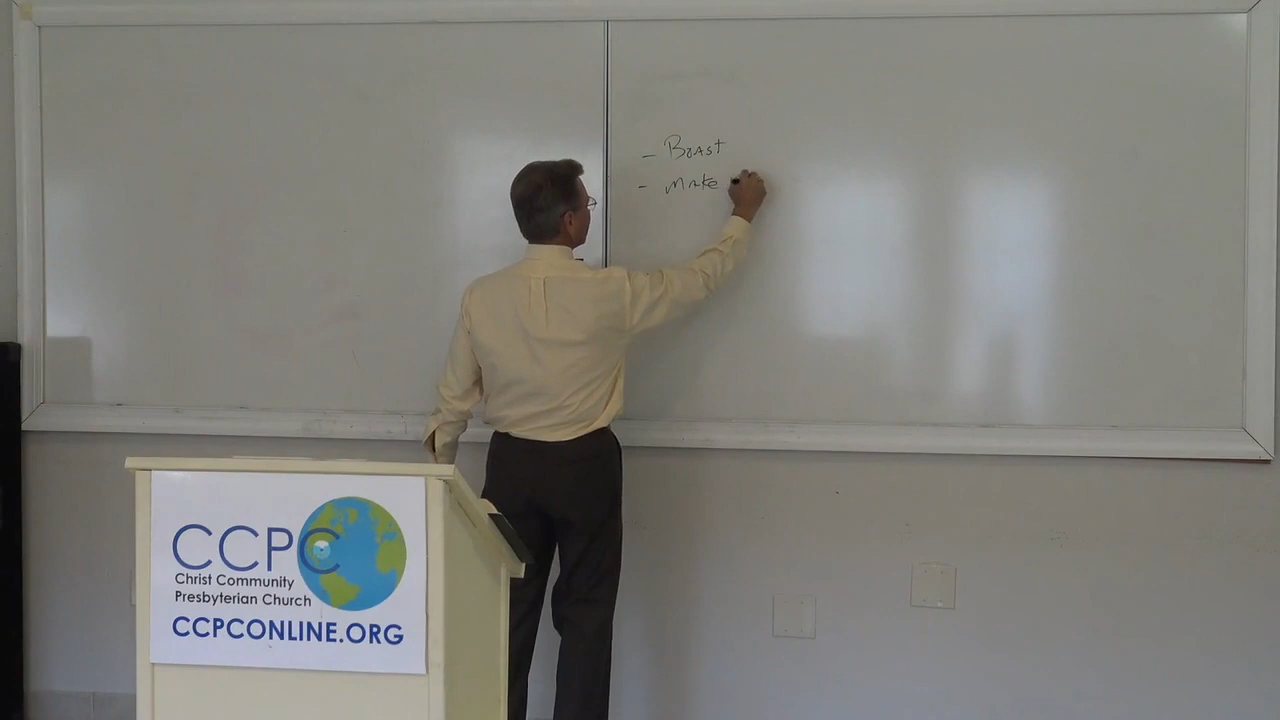 - Boast
- Make
CCPC
Christ Community
Presbyterian Church
CCPCONLINE.ORG